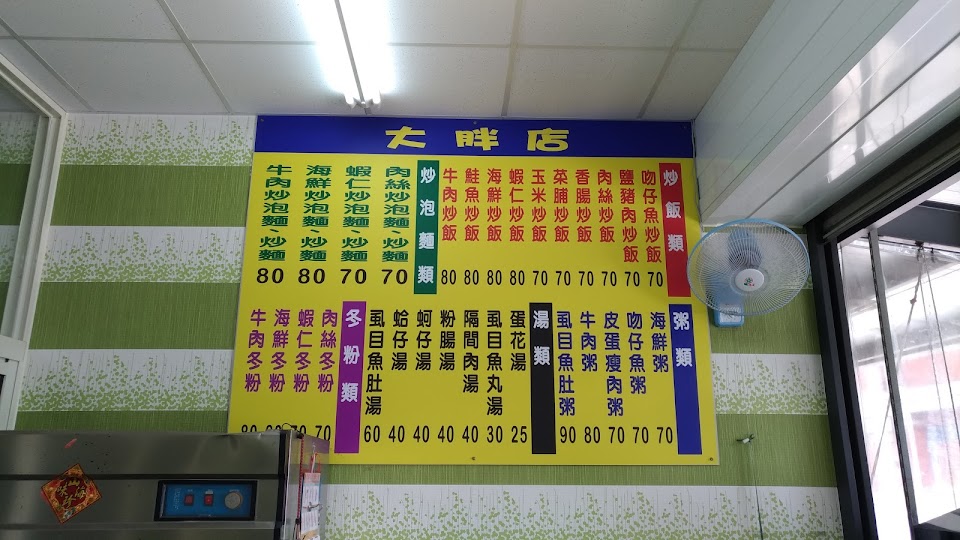 大胖店
炒飯類
吻仔魚炒飯 70
鹽豬肉炒飯 70
肉絲炒飯 70
香腸炒飯 70
菜脯炒飯 70
玉米炒飯 70
蝦仁炒飯 80
海鮮炒飯 80
鮭魚炒飯 80
牛肉炒飯 80
炒泡麵類
肉絲炒泡麵、炒麵 70
蝦仁炒泡麵、炒麵 70
海鮮炒泡麵、炒麵 80
牛肉炒泡麵、炒麵 80
粥類
海鮮粥 70
吻仔魚粥 70
皮蛋瘦肉粥 70
牛肉粥 80
虱目魚肚粥 90
湯類
蛋花湯 25
虱目魚丸湯 30
隔間肉湯 40
粉腸湯 40
蚵仔湯 40
蛤仔湯 40
虱目魚肚湯 60
冬粉類
肉絲冬粉 70
蝦仁冬粉 70
海鮮冬粉 80
牛肉冬粉 80